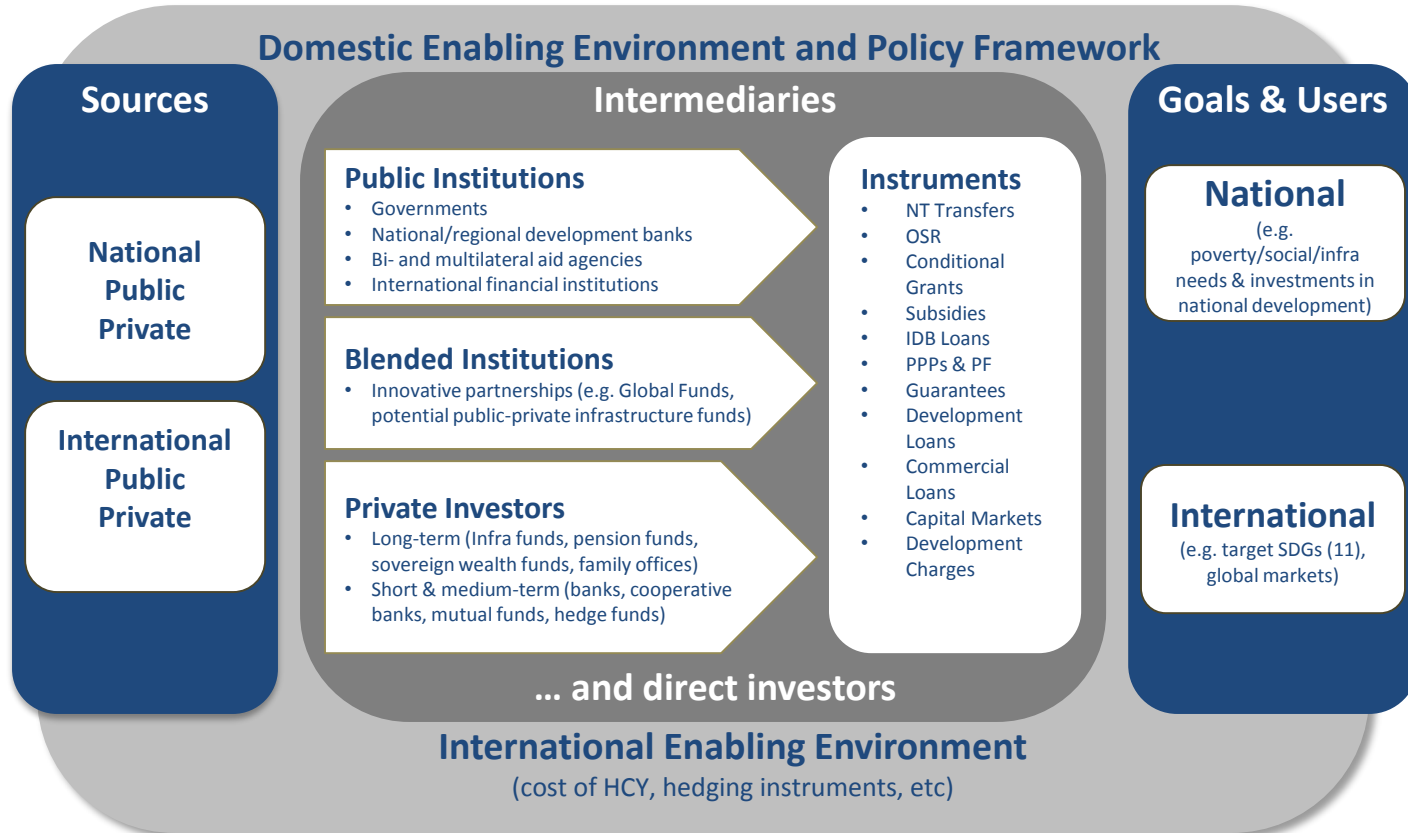 Domestic Enabling Environment and Policy Framework
Sources
National
Public
Private
International
Public
Private
Intermediaries
Public Institutions
• Governments
• National/regional development banks
• Bi- and multilateral aid agencies
• International financial institutions
Blended Institutions
• Innovative partnerships (e.g. Global Funds,
potential public-private infrastructure funds)
Private Investors
• Long-term (Infra funds, pension funds,
sovereign wealth funds, family offices)
• Short & medium-term (banks, cooperative
banks, mutual funds, hedge funds)
Instruments
• NT Transfers
• OSR
• Conditional
Grants
• Subsidies
• IDB Loans
• PPPs & PF
• Guarantees
• Development
Loans
• Commercial
Loans
• Capital Markets
• Development
Charges
... and direct investors
Goals & Users
National
(e.g.
poverty/social/infra
needs & investments in
national development)
International
(e.g. target SDGs (11),
global markets)
International Enabling Environment
(cost of HCY, hedging instruments, etc)